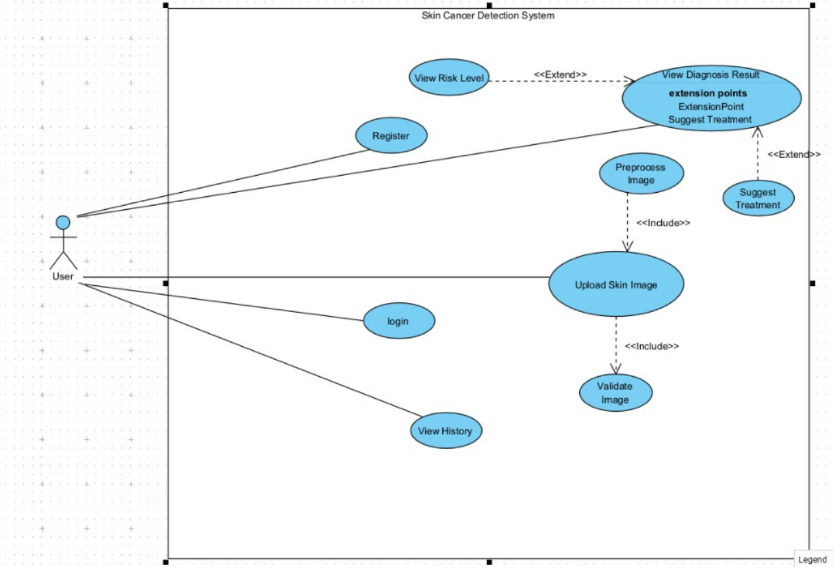 Skin Cancer Detection System
View Risk Level
<<Extend>>
View Diagnosis Result
extension points
ExtensionPoint
Suggest Treatment
Register
<<Extend>>
Preprocess
Image
Suggest
Treatment
<<Include>>
User
Upload Skin Image
login
<<Include>>
Validate
Image
View History
Legend